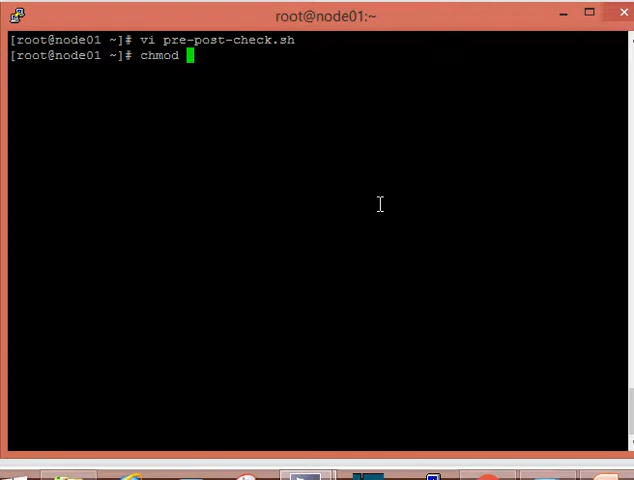 root@node01:~
[root@node01 ~]# vi pre-post-check.sh
[root@node01 ~]# chmod